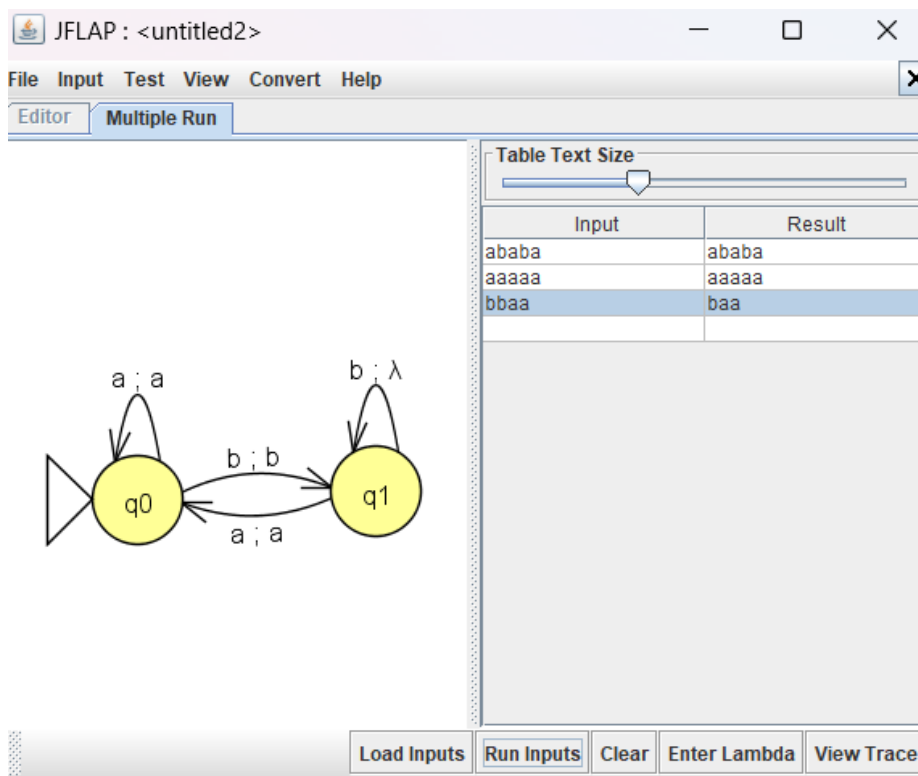 JFLAP : <untitled2>
File Input Test View Convert Help
Editor Multiple Run
Table Text Size
Input Result
ababa ababa
aaaaa aaaaa
bbaa baa
a ; a
b ; λ
b ; b
q0
q1
a ; a
Load Inputs Run Inputs Clear Enter Lambda View Trace